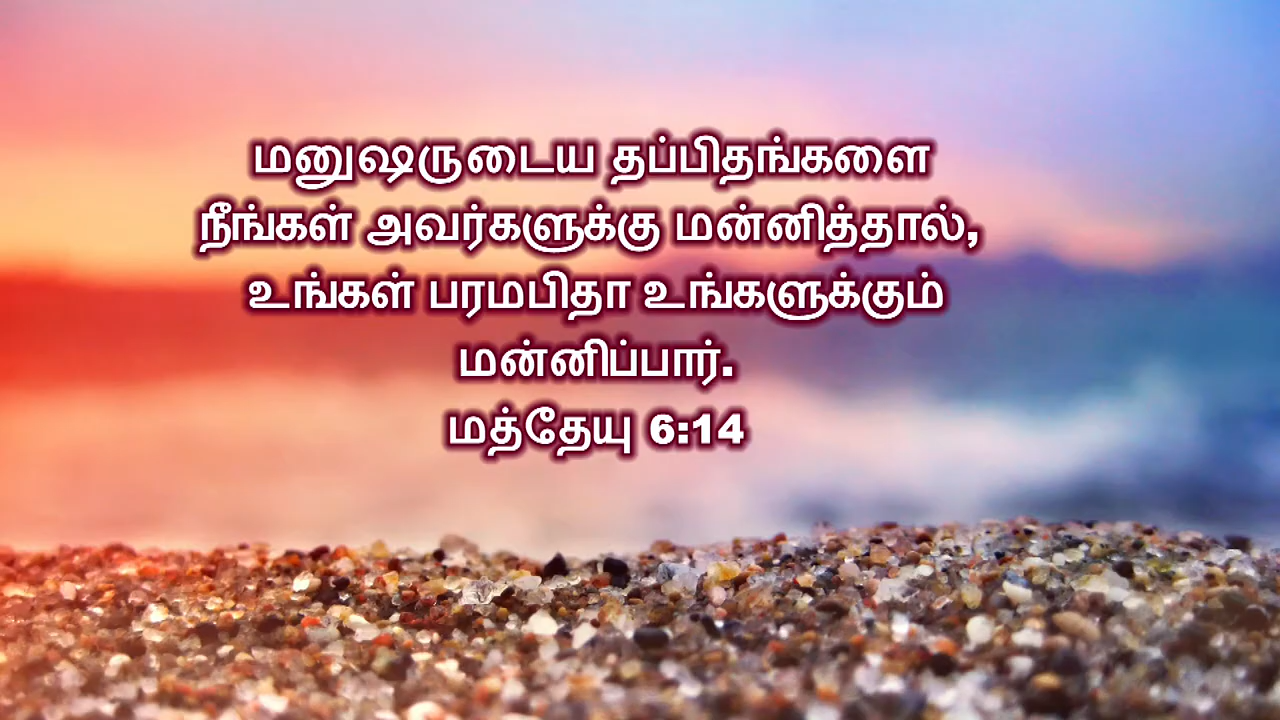 மனுஷருடைய தப்பிதங்களை
நீங்கள் அவர்களுக்கு மன்னித்தால்,
உங்கள் பரமபிதா உங்களுக்கும்
மன்னிப்பார்.
மத்தேயு 6:14